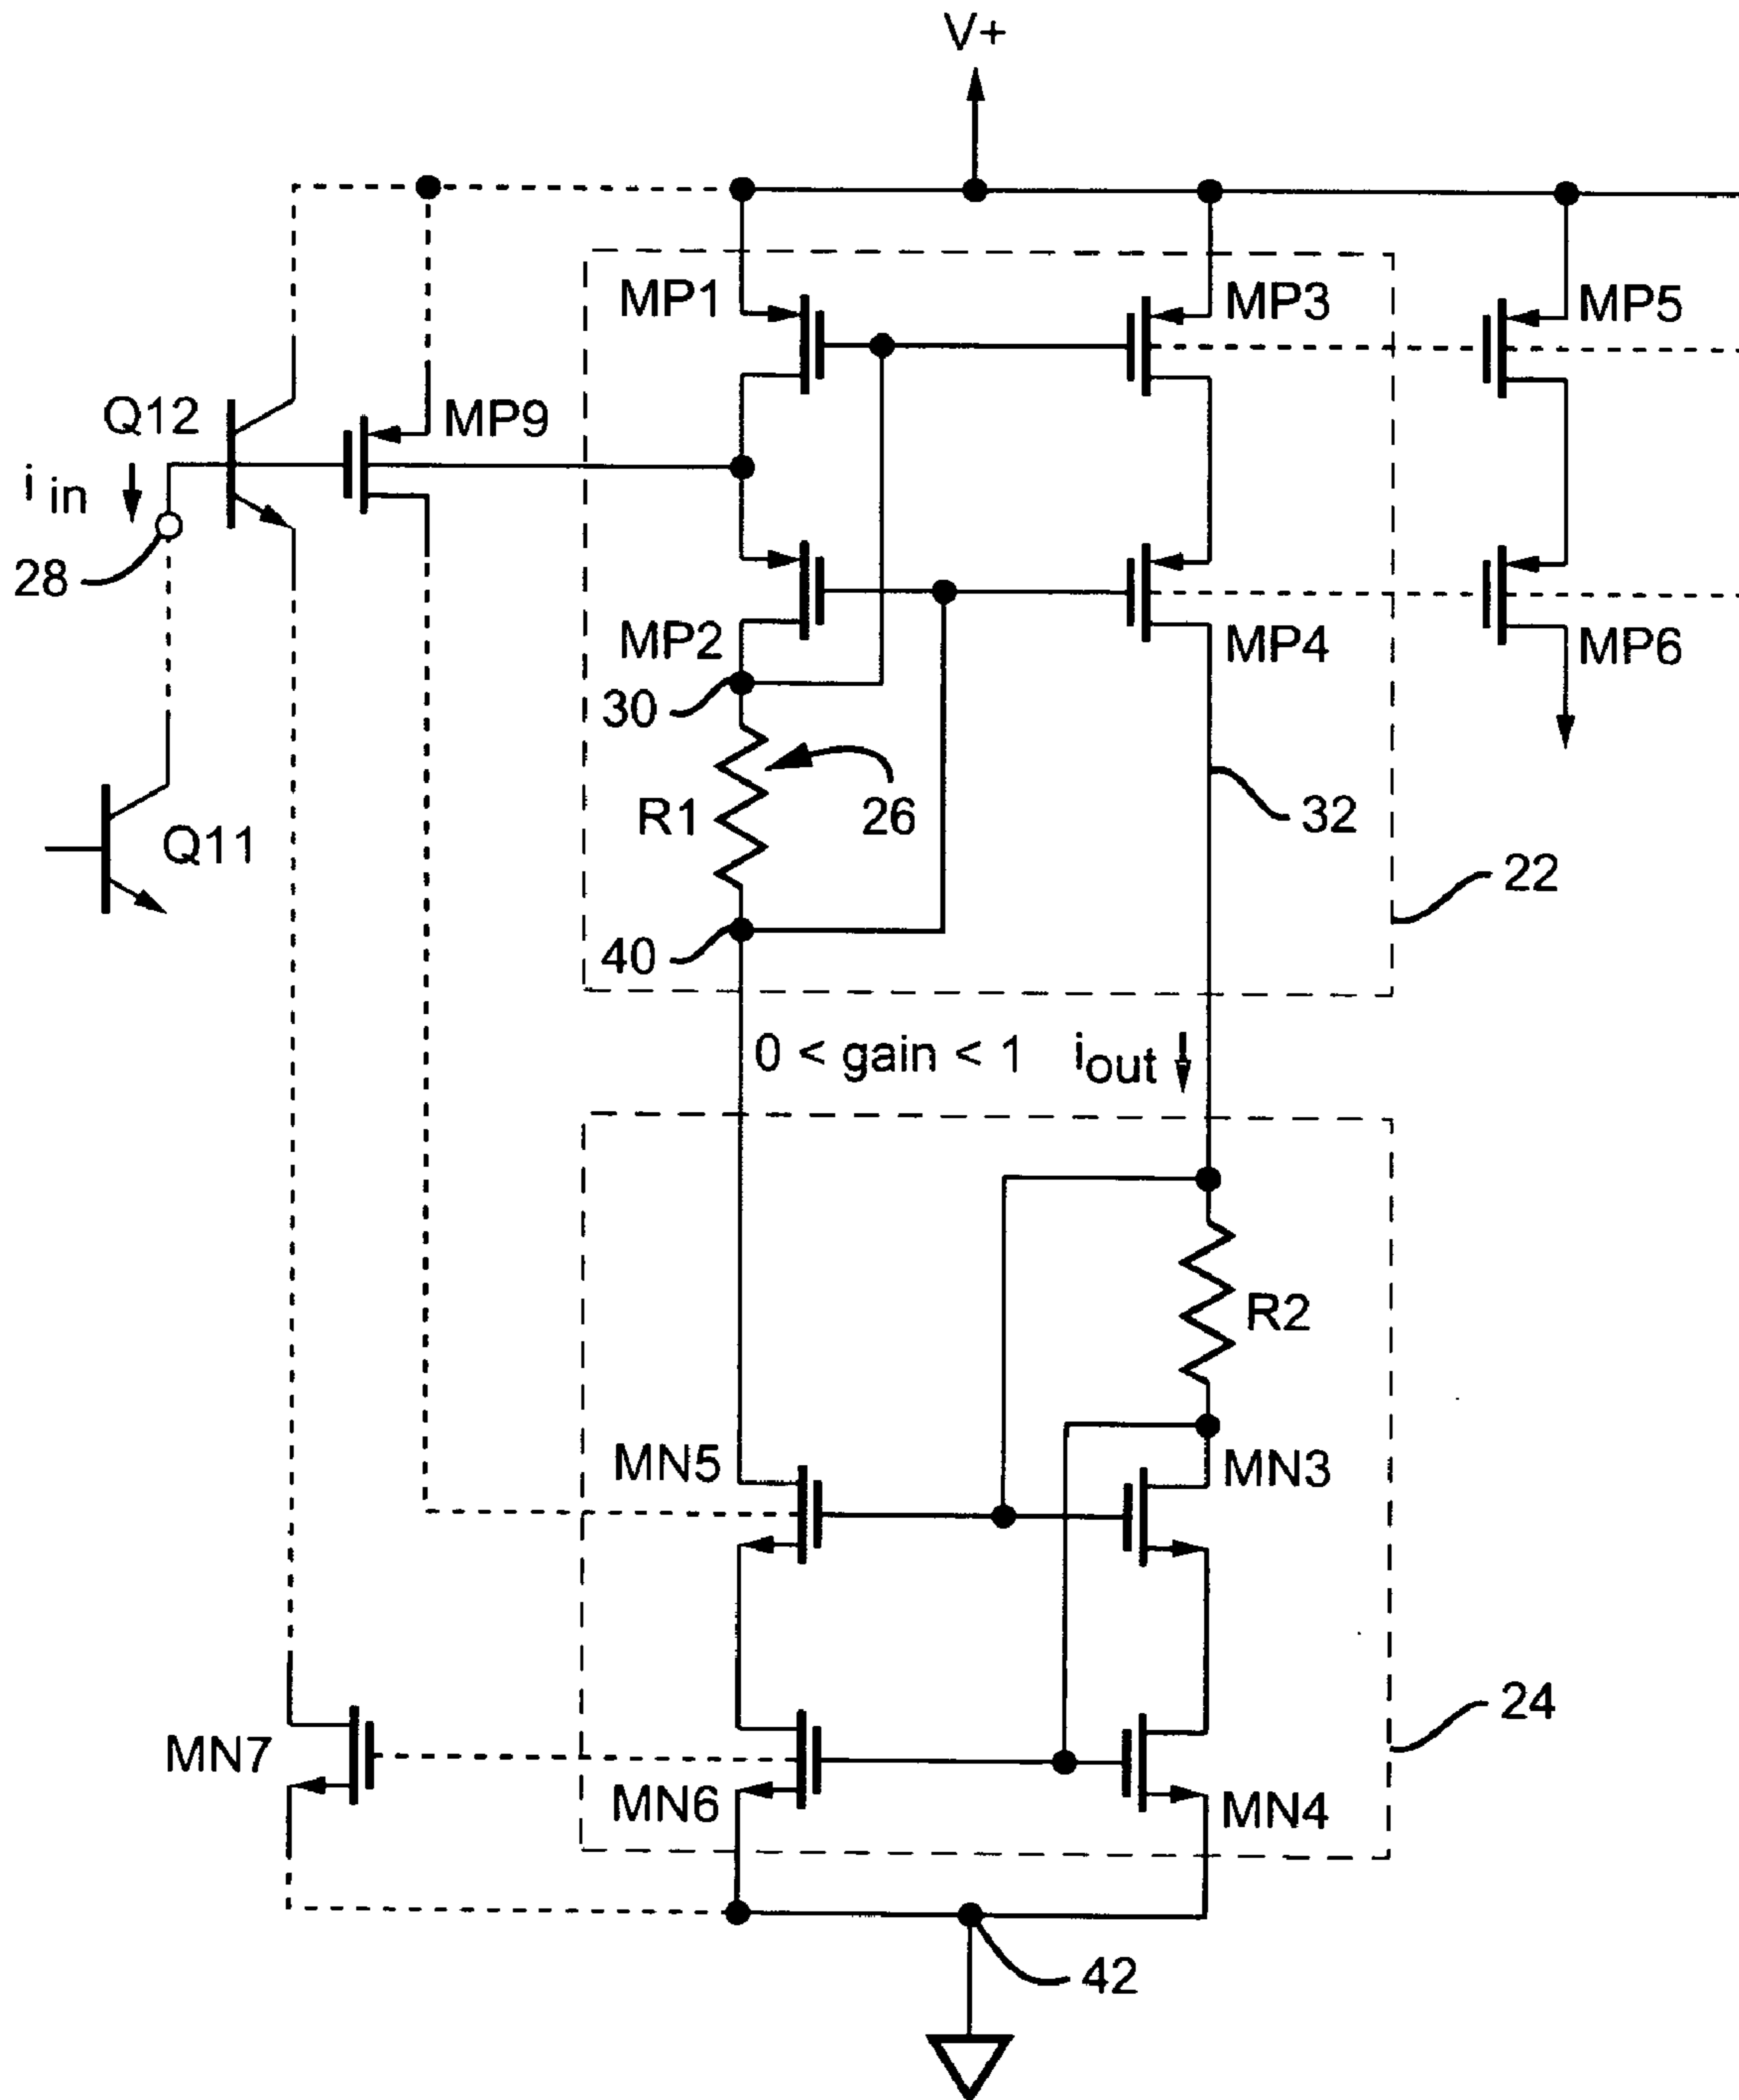 V+
MP1
MP3
MP5
Q12
MP9
i in
28
MP2
MP4
MP6
30
R1
26
32
Q11
22
40
0 < gain < 1
iout
R2
MN5
MN3
24
MN7
MN6
MN4
42